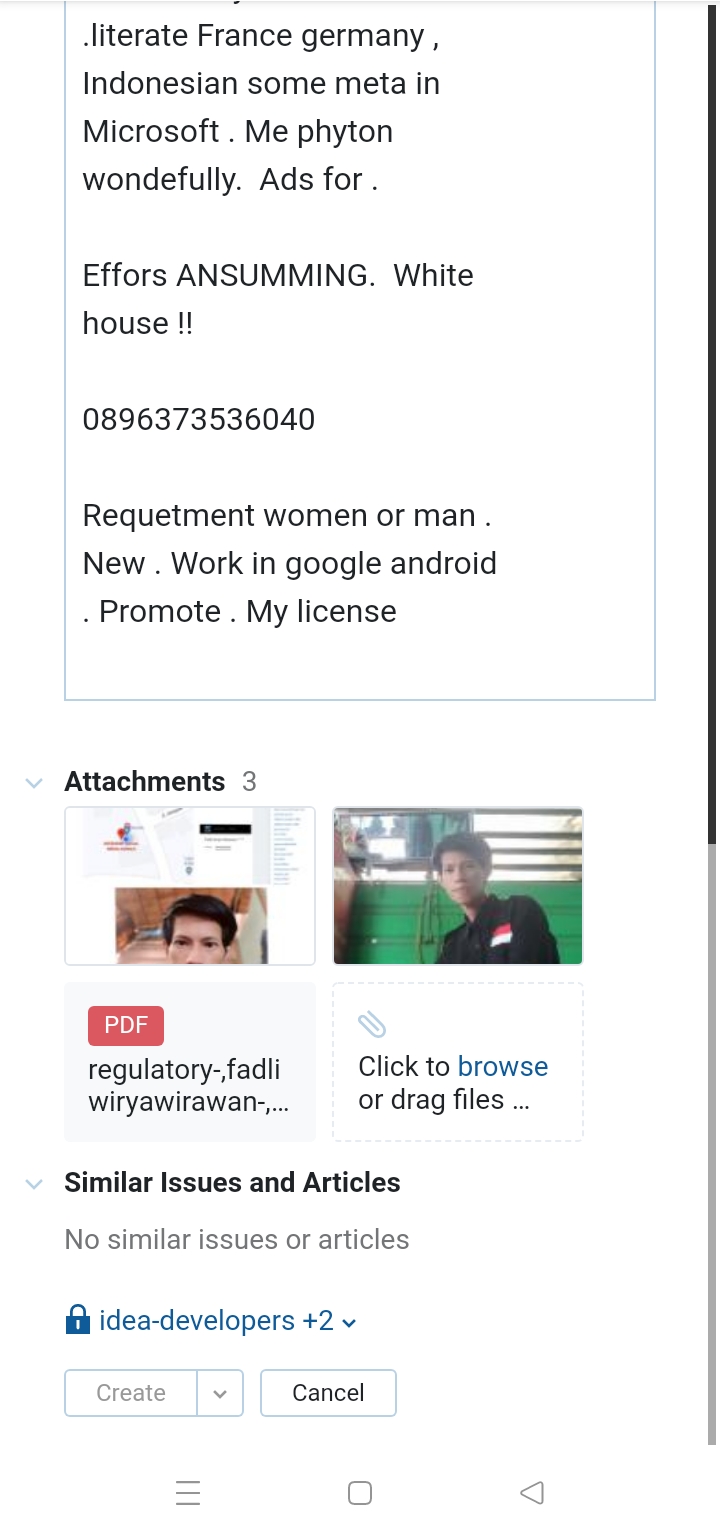 .literate France germany ,
Indonesian some meta in
Microsoft . Me phyton
wondefully.  Ads for .
Effors ANSUMMING.  White
house !!
0896373536040
Requetment women or man .
New . Work in google android
. Promote . My license
Attachments 3
PDF
regulatory-,fadli
wiryawirawan-,...
Click to browse
or drag files ...
Similar Issues and Articles
No similar issues or articles
idea-developers +2
Create
Cancel